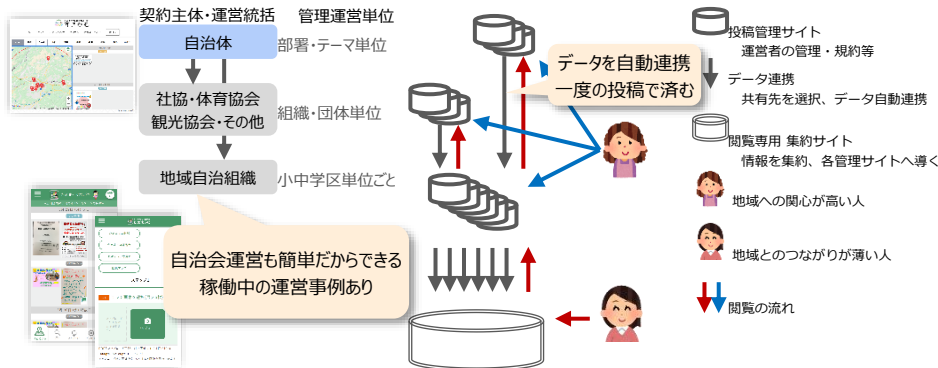 契約主体・運営統括
管理運営単位
自治体
部署・テーマ単位
社協・体育協会
観光協会・その他
組織・団体単位
地域自治組織
小中学区単位ごと
自治会運営も簡単だからできる
稼働中の運営事例あり
データを自動連携
一度の投稿で済む
投稿管理サイト
運営者の管理・規約等
データ連携
共有先を選択、データ自動連携
閲覧専用 集約サイト
情報を集約、各管理サイトへ導く
地域への関心が高い人
地域とのつながりが薄い人
閲覧の流れ